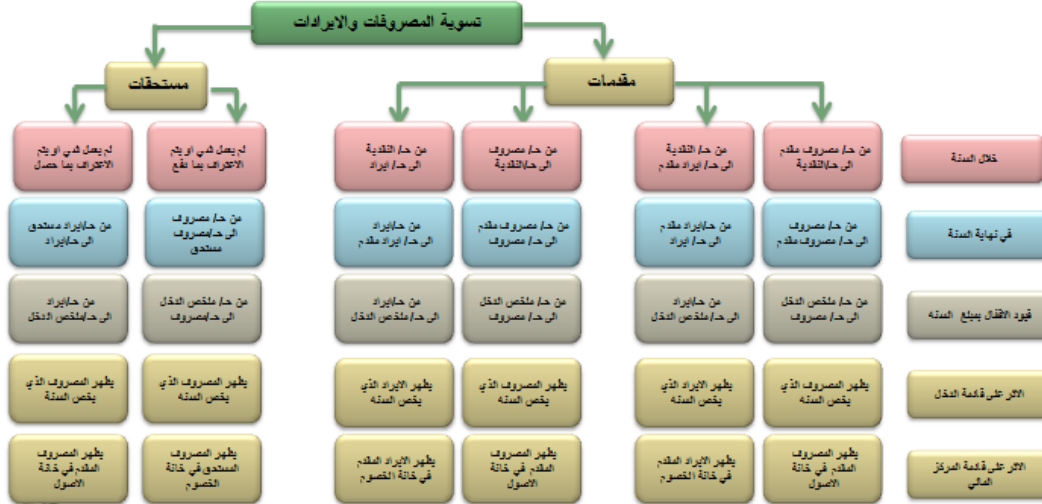 تسوية المصروفات والايرادات
مقدمات
مستحقات
خلال السنة
من حـ/ مصروف مقدم
الى حـ/النقدية
من حـ/ النقدية
الى حـ/ ايراد مقدم
من حـ/ مصروف
الى حـ/النقدية
من حـ/ النقدية
الى حـ/ ايراد
لم يعمل شي او يتم
الاعتراف بما دفع
لم يعمل شي او يتم
الاعتراف بما حصل
في نهاية السنة
من حـ/ مصروف
الى حـ/ مصروف مقدم
من حـ/ايراد مقدم
الى حـ/ ايراد
من حـ/ مصروف مقدم
الى حـ/ مصروف
من حـ/ايراد
الى حـ/ ايراد مقدم
من حـ/ مصروف
الى حـ/مصروف
مستحق
من حـ/ايراد مستحق
الى حـ/ايراد
قيود الاقفال بمبلغ السنه
من حـ/ ملخص الدخل
الى حـ/ مصروف
من حـ/ايراد
الى حـ/ ملخص الدخل
من حـ/ ملخص الدخل
الى حـ/ مصروف
من حـ/ايراد
الى حـ/ ملخص الدخل
من حـ/ ملخص الدخل
الى حـ/مصروف
من حـ/ايراد
الى حـ/ملخص الدخل
الاثر على قائمة الدخل
يظهر المصروف الذي
يخص السنه
يظهر الايراد الذي
يخص السنه
يظهر المصروف الذي
يخص السنه
يظهر الايراد الذي
يخص السنه
يظهر المصروف الذي
يخص السنه
يظهر المصروف الذي
يخص السنة
الاثر على قائمة المركز
المالي
يظهر المصروف
المقدم في خانة
الاصول
يظهر الايراد المقدم
في خانة الخصوم
يظهر المصروف
المقدم في خانة
الاصول
يظهر الايراد المقدم
في خانة الخصوم
يظهر المصروف
المستحق في خانة
الخصوم
يظهر المصروف
المقدم في خانة
الاصول